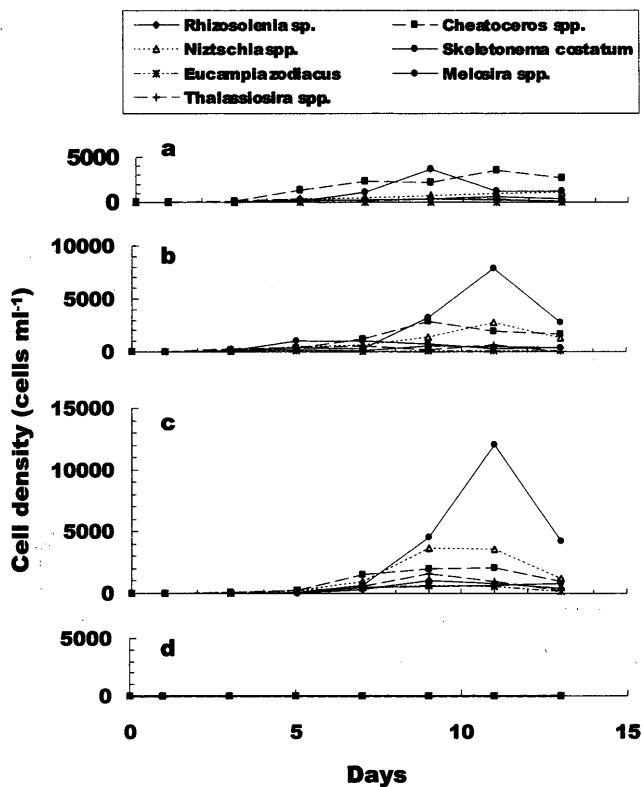 Rhizosolenia sp. Cheatoceros spp.
Niztschia spp. Skeletonema costatum
Eucampia zodiacus Melosira spp.
Thalassiosira spp.
a
5000
0
b
10000
5000
0
c
15000
10000
5000
0
d
5000
0
Cell density (cells ml-1)
0 5 10 15
Days